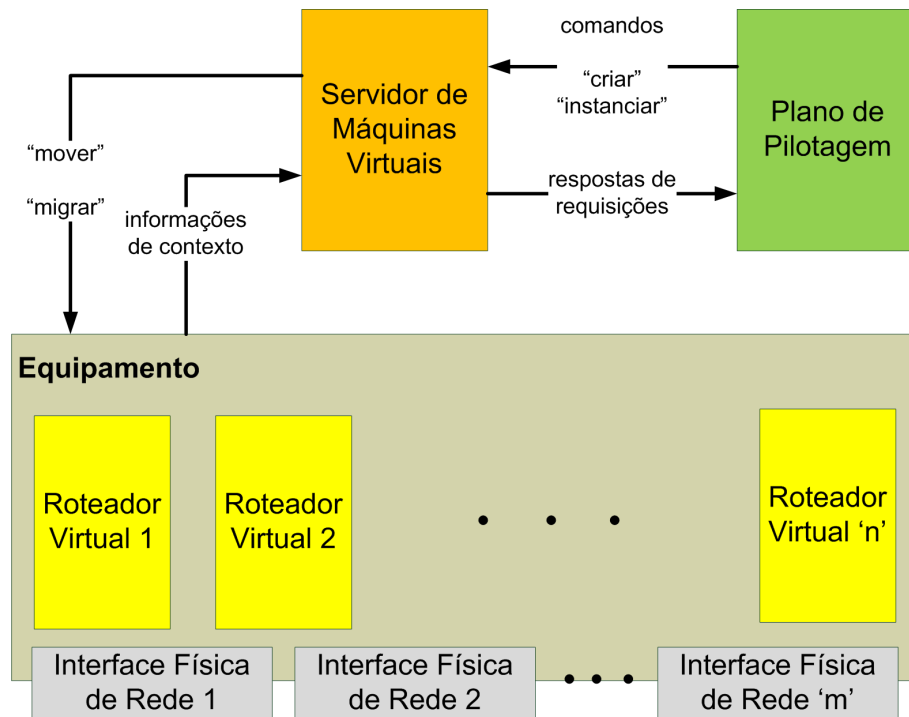 comandos
“criar”
“instanciar”
Servidor de
Máquinas
Virtuais
Plano de
Pilotagem
“mover”
“migrar”
informações
de contexto
respostas de
requisições
Equipamento
Roteador
Virtual 1
Roteador
Virtual 2
Roteador
Virtual ‘n’
Interface Física
de Rede 1
Interface Física
de Rede 2
Interface Física
de Rede ‘m’